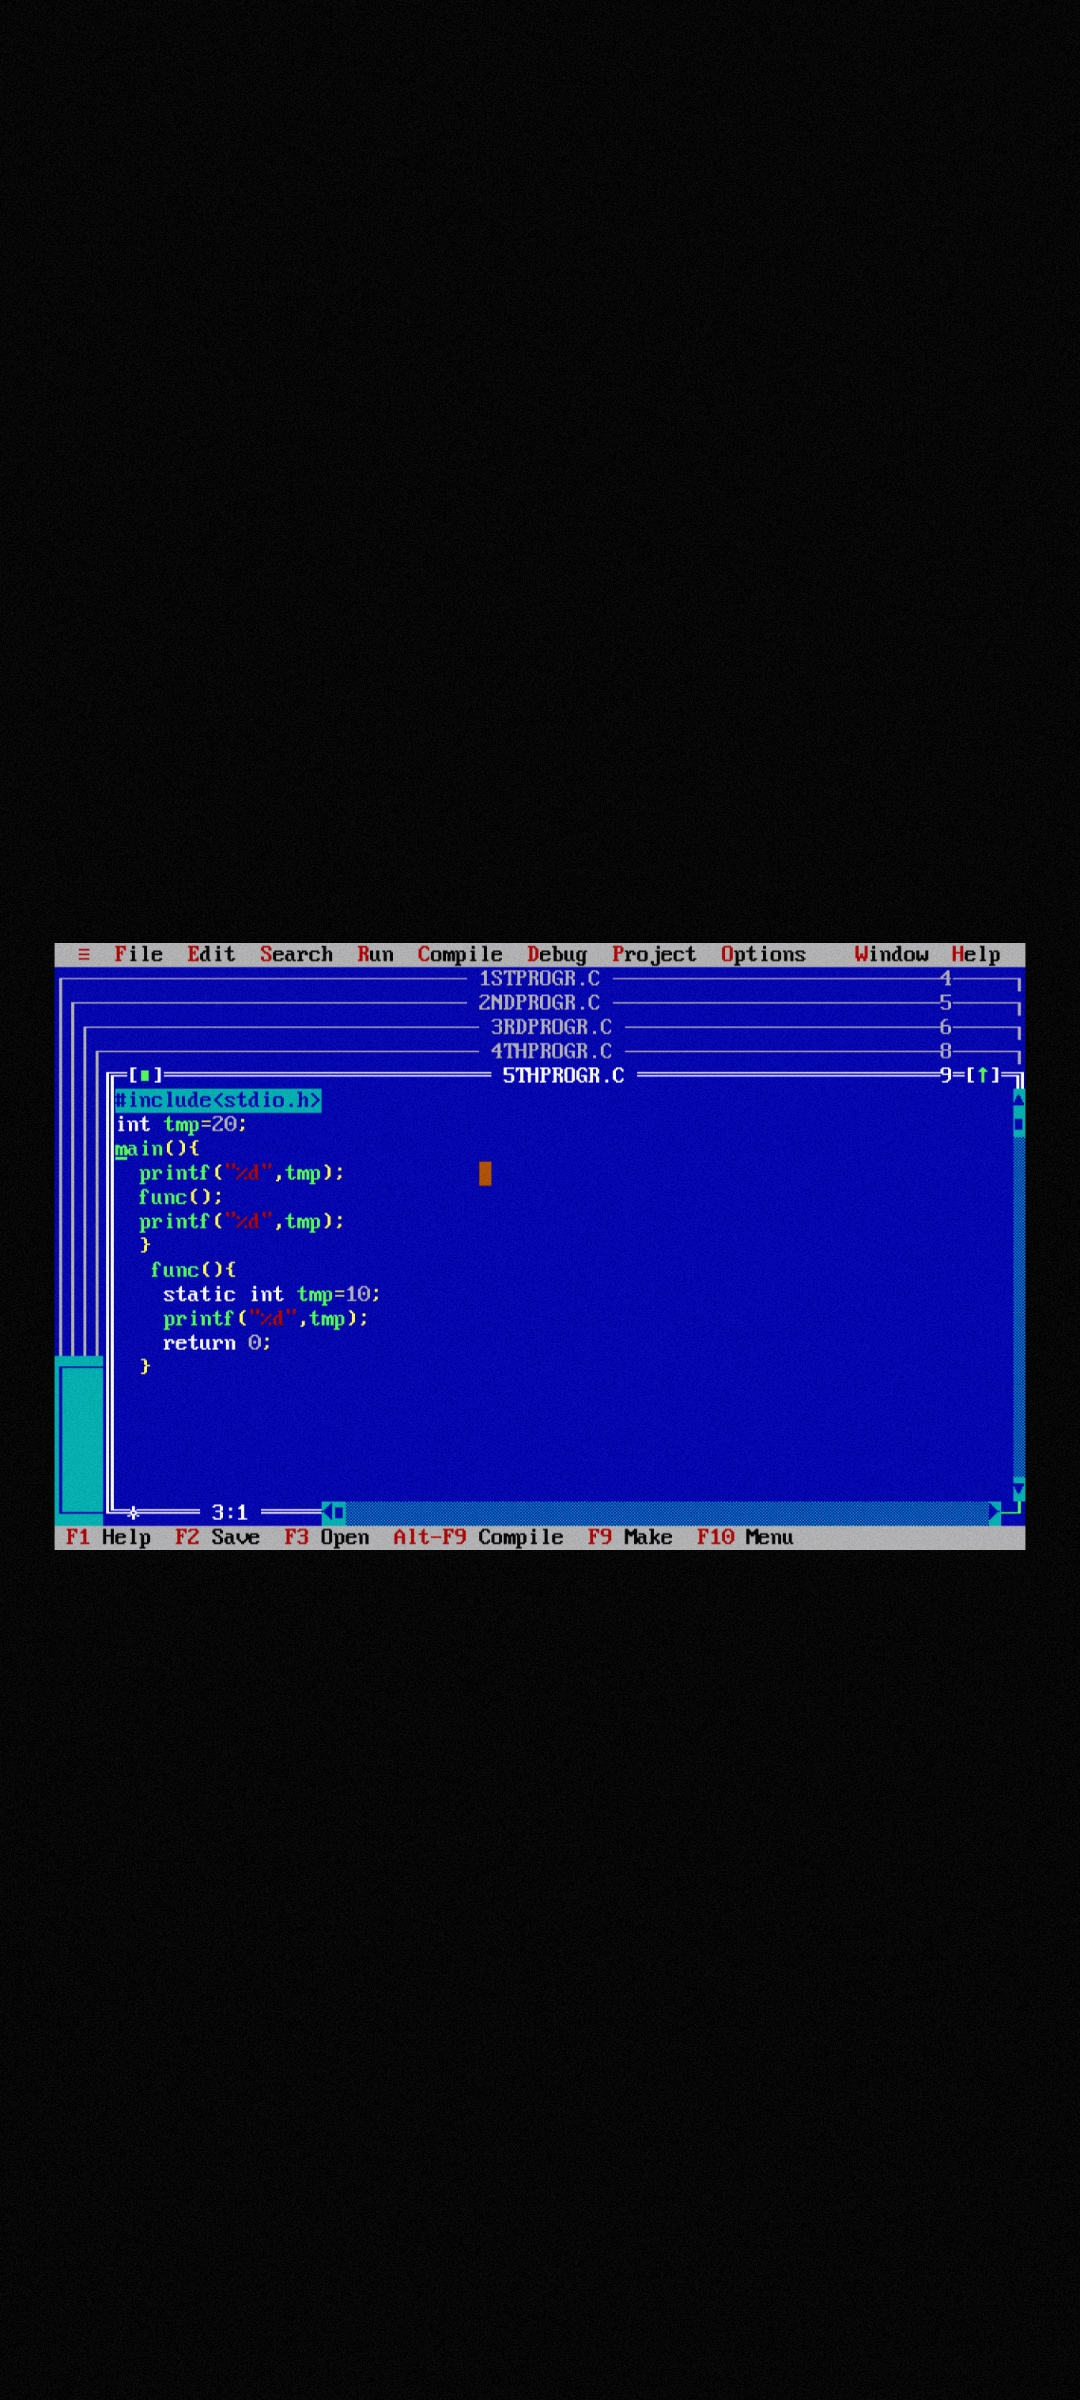 ≡ File Edit Search Run Compile Debug Project Options Window Help
1STPROGR.C 4
2NDPROGR.C 5
3RDPROGR.C 6
4THPROGR.C 8
[■] 5THPROGR.C 9=[↑]
#include<stdio.h>
int tmp=20;
main(){
printf("%d",tmp);
func();
printf("%d",tmp);
}
func(){
static int tmp=10;
printf("%d",tmp);
return 0;
}
3:1
F1 Help F2 Save F3 Open Alt-F9 Compile F9 Make F10 Menu